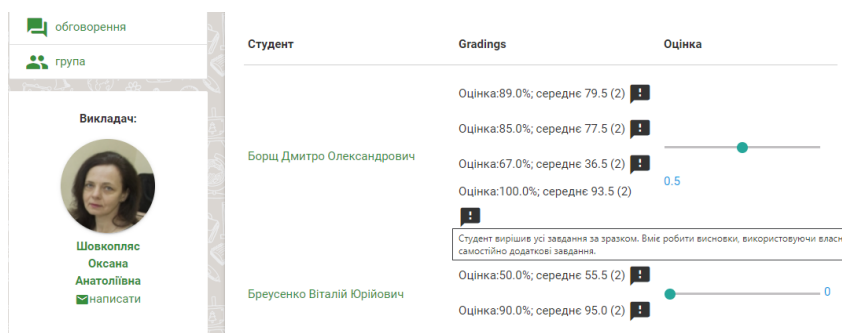 обговорення
група
Викладач:
Шовкопляс
Оксана
Анатоліївна
написати
Студент
Gradings
Оцінка
Борщ Дмитро Олександрович
Оцінка:89.0%; середнє 79.5 (2)
Оцінка:85.0%; середнє 77.5 (2)
Оцінка:67.0%; середнє 36.5 (2)
Оцінка:100.0%; середнє 93.5 (2)
0.5
Студент вирішив усі завдання за зразком. Вміє робити висновки, використовуючи власн
самостійно додаткові завдання.
Бреусенко Віталій Юрійович
Оцінка:50.0%; середнє 55.5 (2)
Оцінка:90.0%; середнє 95.0 (2)
0